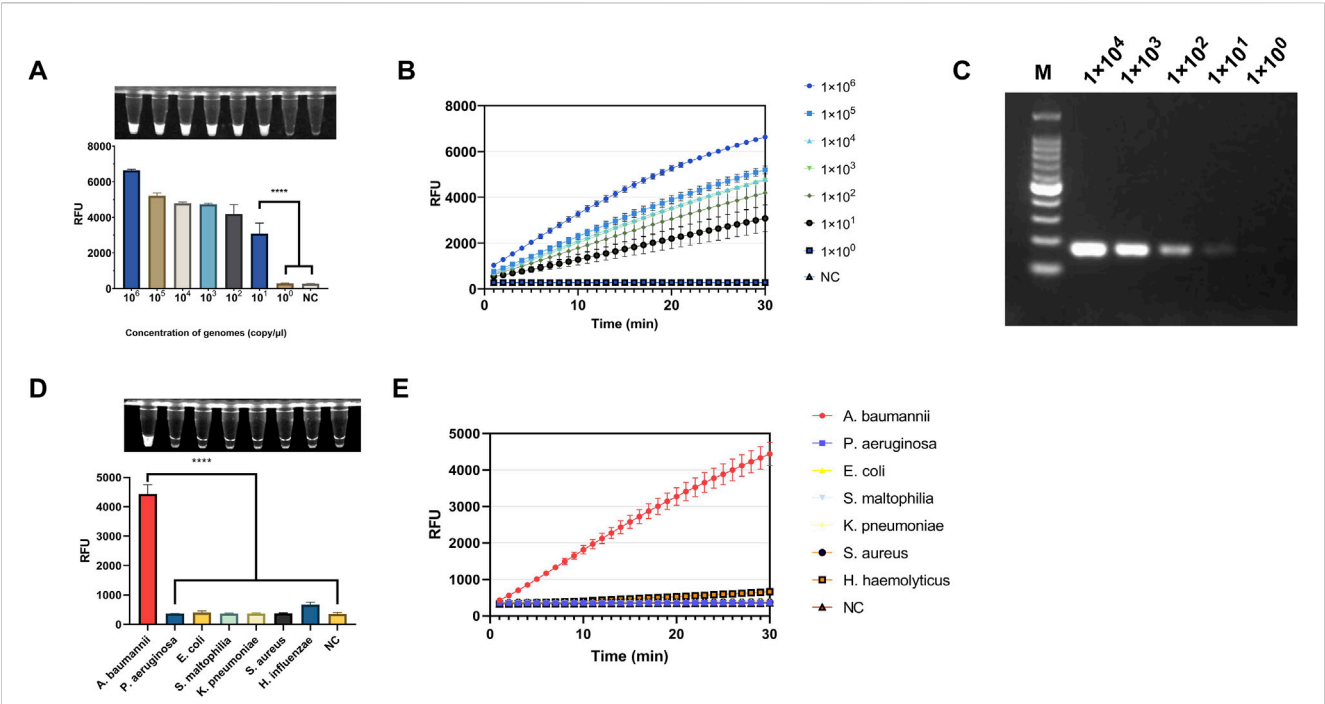 A
8000
6000
4000
2000
0
RFU
****
10⁶ 10⁵ 10⁴ 10³ 10² 10¹ 10⁰ NC
Concentration of genomes (copy/µl)
B
8000
6000
4000
2000
0
RFU
0 10 20 30
Time (min)
1×10⁶
1×10⁵
1×10⁴
1×10³
1×10²
1×10¹
1×10⁰
NC
C
M 1×10⁴ 1×10³ 1×10² 1×10¹ 1×10⁰
D
5000
4000
3000
2000
1000
0
RFU
****
A. baumannii
P. aeruginosa
E. coli
S. maltophilia
K. pneumoniae
S. aureus
H. influenzae
NC
E
5000
4000
3000
2000
1000
0
RFU
0 10 20 30
Time (min)
A. baumannii
P. aeruginosa
E. coli
S. maltophilia
K. pneumoniae
S. aureus
H. haemolyticus
NC